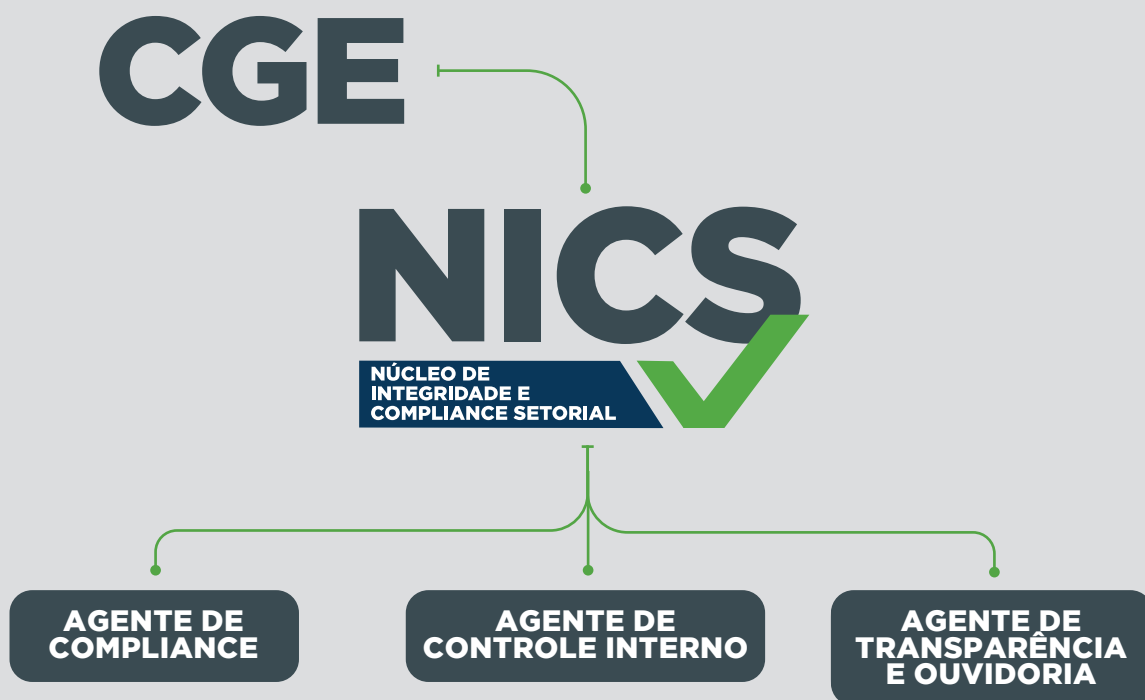 CGE
NICS
NÚCLEO DE
INTEGRIDADE E
COMPLIANCE SETORIAL
AGENTE DE
COMPLIANCE
AGENTE DE
CONTROLE INTERNO
AGENTE DE
TRANSPARÊNCIA
E OUVIDORIA